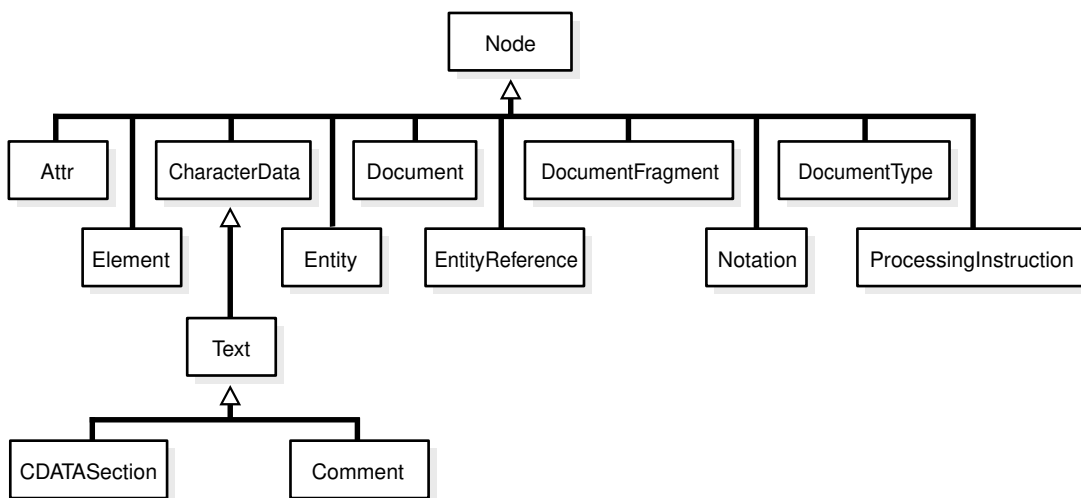 Node
Attr
CharacterData
Document
DocumentFragment
DocumentType
Element
Entity
EntityReference
Notation
ProcessingInstruction
Text
CDATASection
Comment